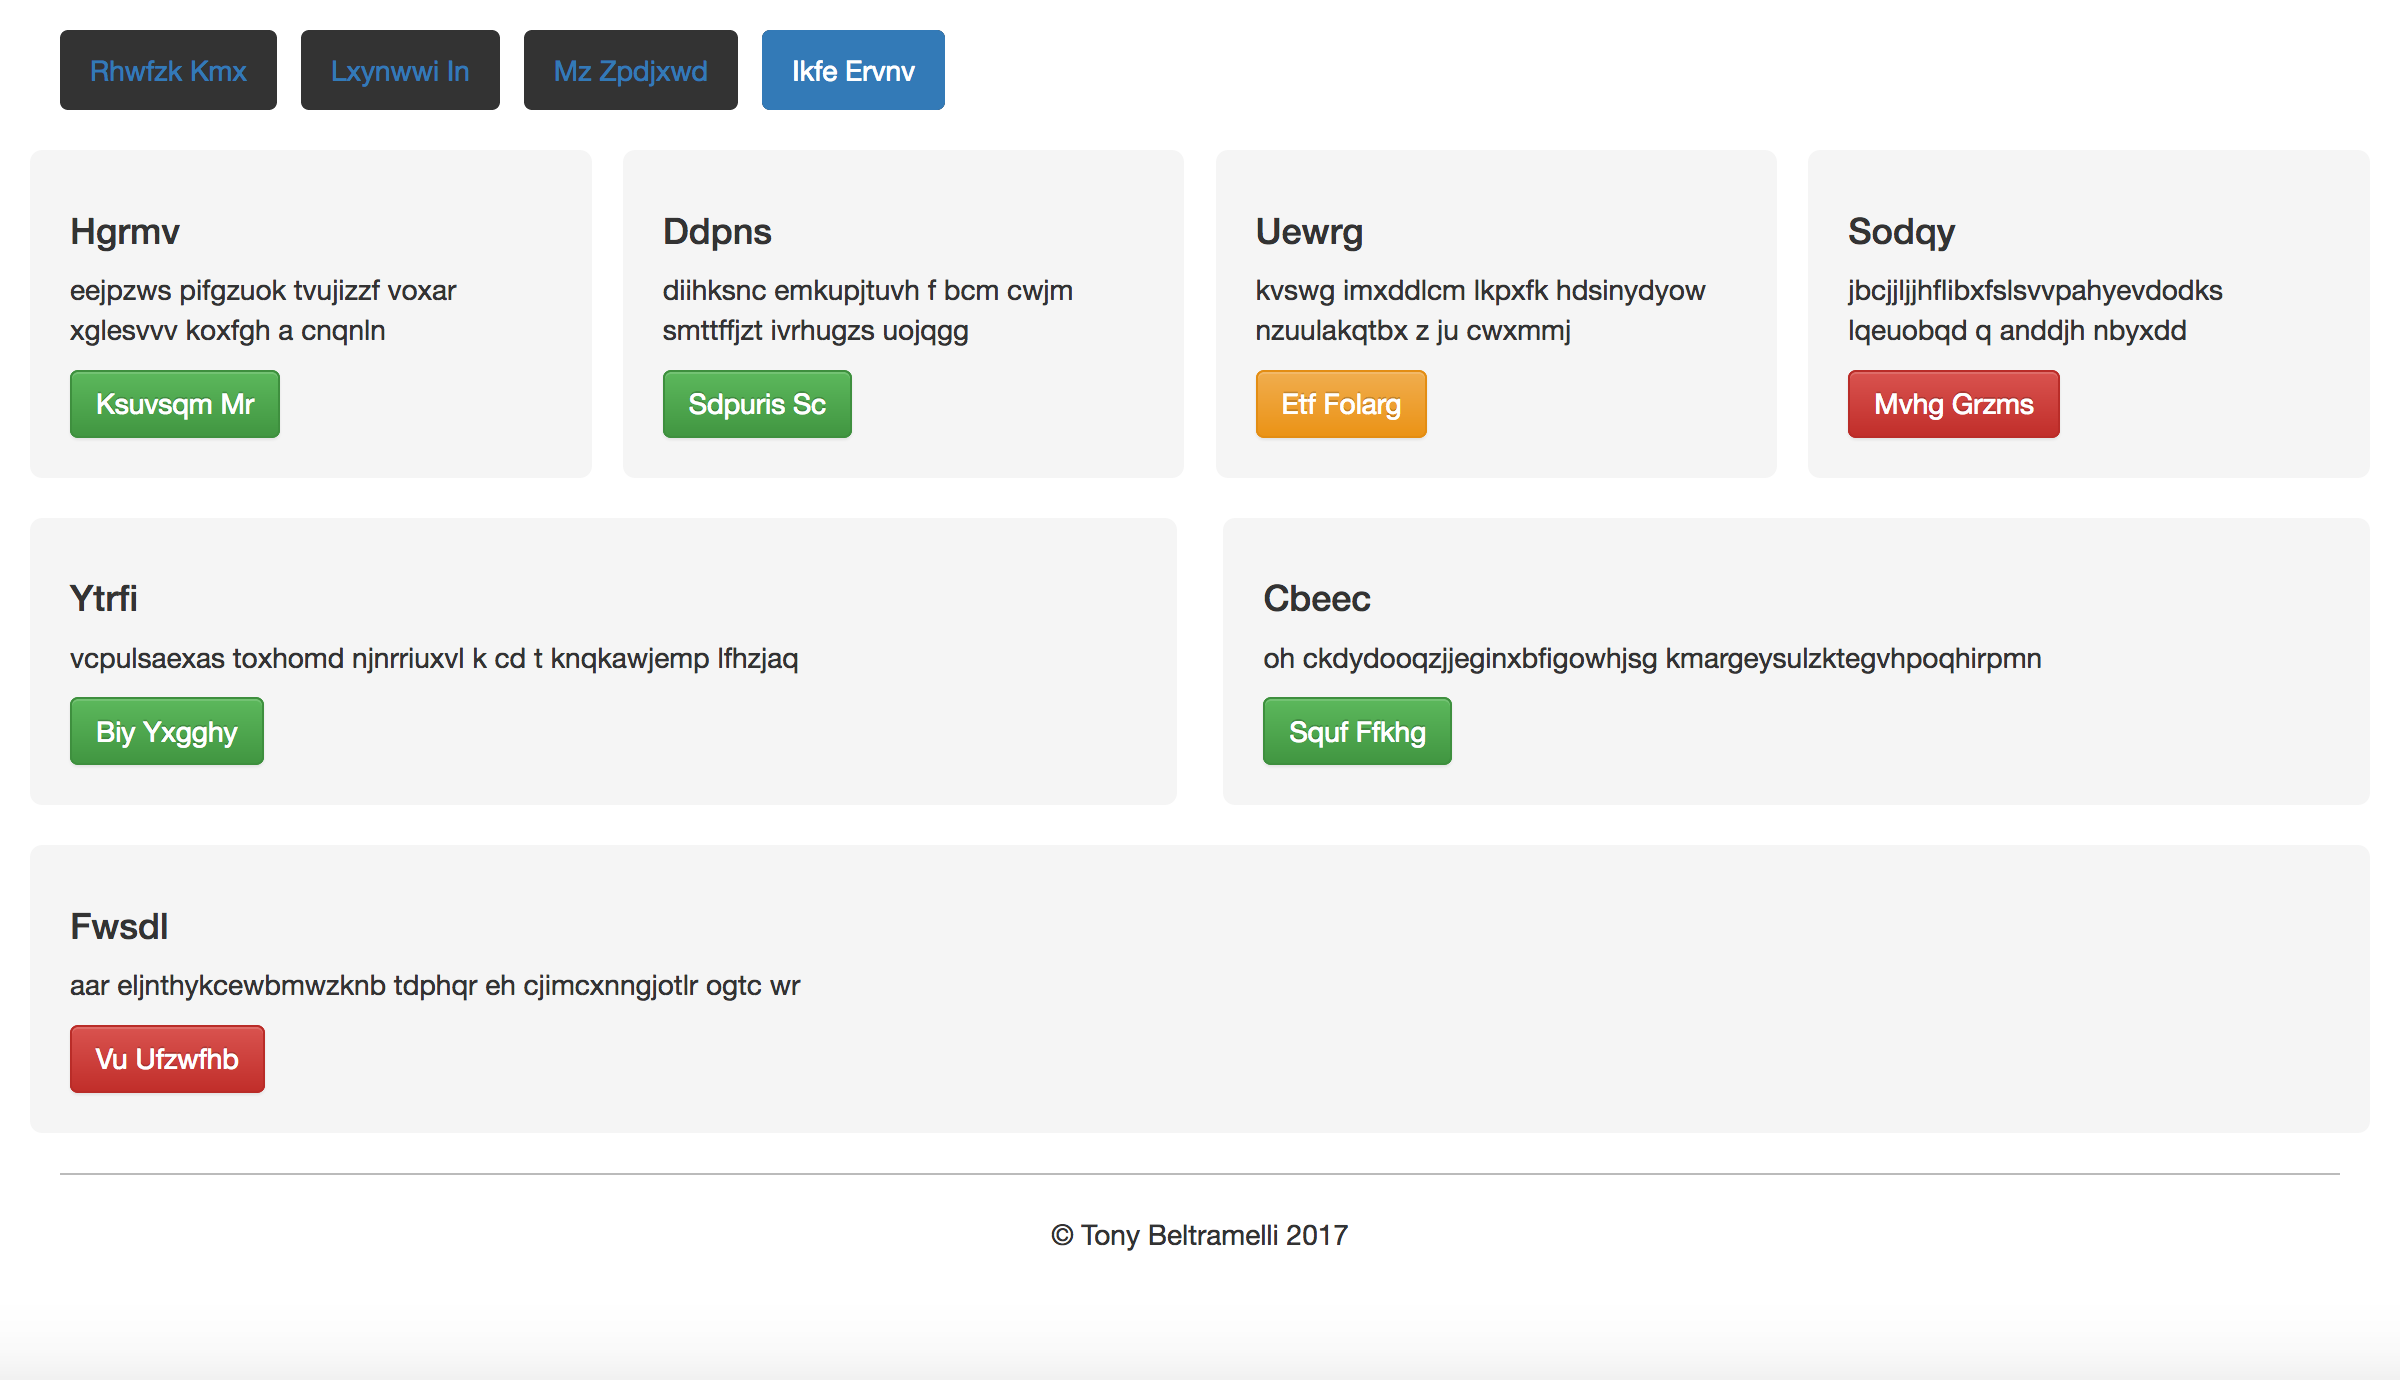 Rhwfzk Kmx
Lxynwwi In
Mz Zpdjxwd
Ikfe Ervnv
Hgrmv
eejpzws pifgzuok tvujizzf voxar
xglesvvv koxfgh a cnqnln
Ksuvsqm Mr
Ddpns
diihksnc emkupjtuvh f bcm cwjm
smttffjzt ivrhugzs uojqgg
Sdpuris Sc
Uewrg
kvswg imxddlcm lkpxfk hdsinydyow
nzuulakqtbx z ju cwxmmj
Etf Folarg
Sodqy
jbcjjljjhflibxfslsvvpahyevdodks
lqeuobqd q anddjh nbyxdd
Mvhg Grzms
Ytrfi
vcpulsaexas toxhomd njnrriuxvl k cd t knqkawjemp lfhzjaq
Biy Yxgghy
Cbeec
oh ckdydooqzjjeginxbfigowhjsg kmargeysulzktegvhpoqhirpmn
Squf Ffkhg
Fwsdl
aar eljnthykcewbmwzknb tdphqr eh cjimcxnngjotlr ogtc wr
Vu Ufzwfhb
© Tony Beltramelli 2017